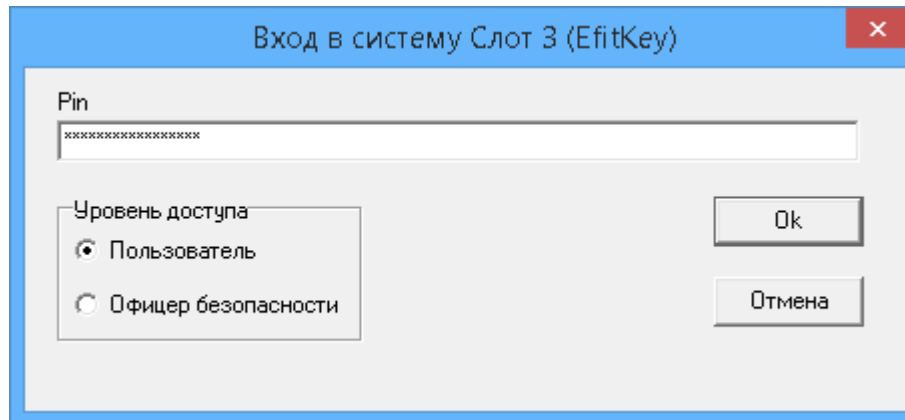 Вход в систему Слот 3 (EfitKey)
Pin
*****************
Уровень доступа
Пользователь
Офицер безопасности
Ok
Отмена